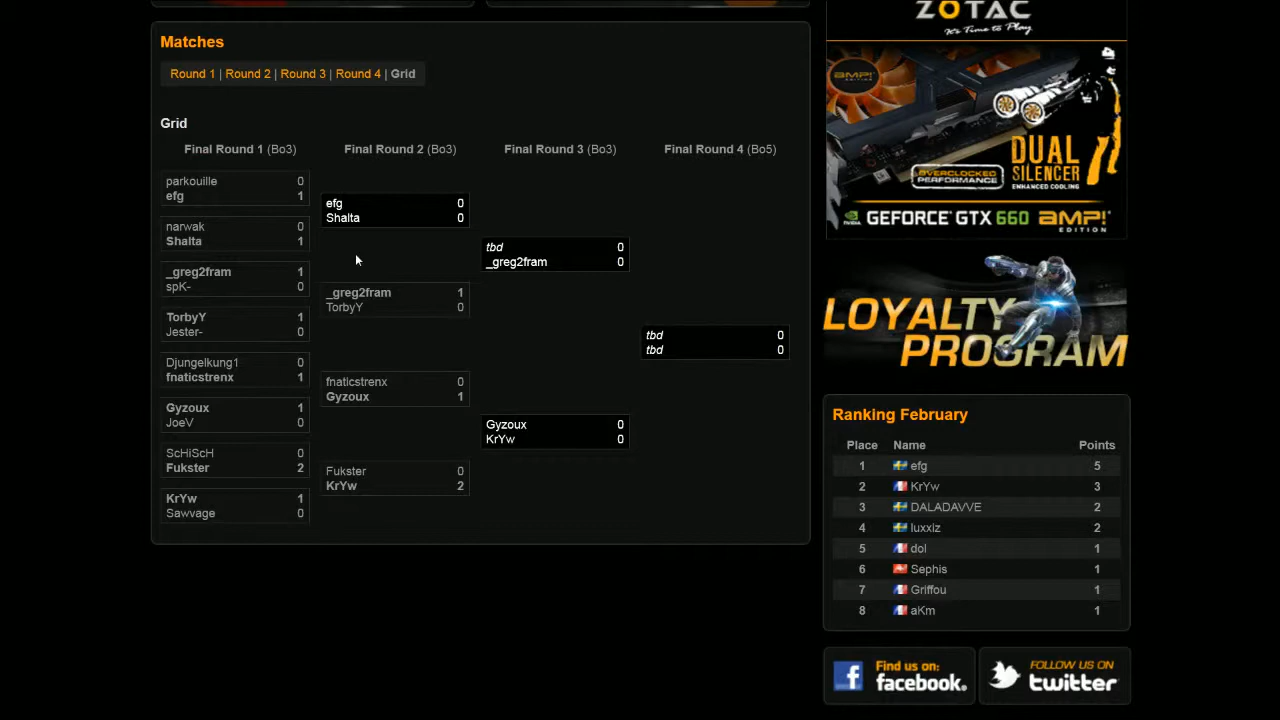 ZOTAC
It's Time to Play
Matches
Round 1 | Round 2 | Round 3 | Round 4 | Grid
Grid
Final Round 1 (Bo3)
Final Round 2 (Bo3)
Final Round 3 (Bo3)
Final Round 4 (Bo5)
parkouille 0
efg 1
narwak 0
Shalta 1
_greg2fram 1
spK- 0
TorbyY 1
Jester- 0
Djungelkung1 0
fnaticstrenx 1
Gyzoux 1
JoeV 0
ScHiScH 0
Fukster 2
KrYw 1
Sawvage 0
efg 0
Shalta 0
_greg2fram 1
TorbyY 0
fnaticstrenx 0
Gyzoux 1
Fukster 0
KrYw 2
tbd 0
_greg2fram 0
Gyzoux 0
KrYw 0
tbd 0
tbd 0
AMP!
EDITION
DUAL
SILENCER
ENHANCED COOLING
OVERCLOCKED
PERFORMANCE
NVIDIA
GEFORCE® GTX 660 AMP!
EDITION
LOYALTY
PROGRAM
Ranking February
Place Name Points
1 efg 5
2 KrYw 3
3 DALADAVVE 2
4 luxxiz 2
5 dol 1
6 Sephis 1
7 Griffou 1
8 aKm 1
Find us on:
facebook.
FOLLOW US ON
twitter